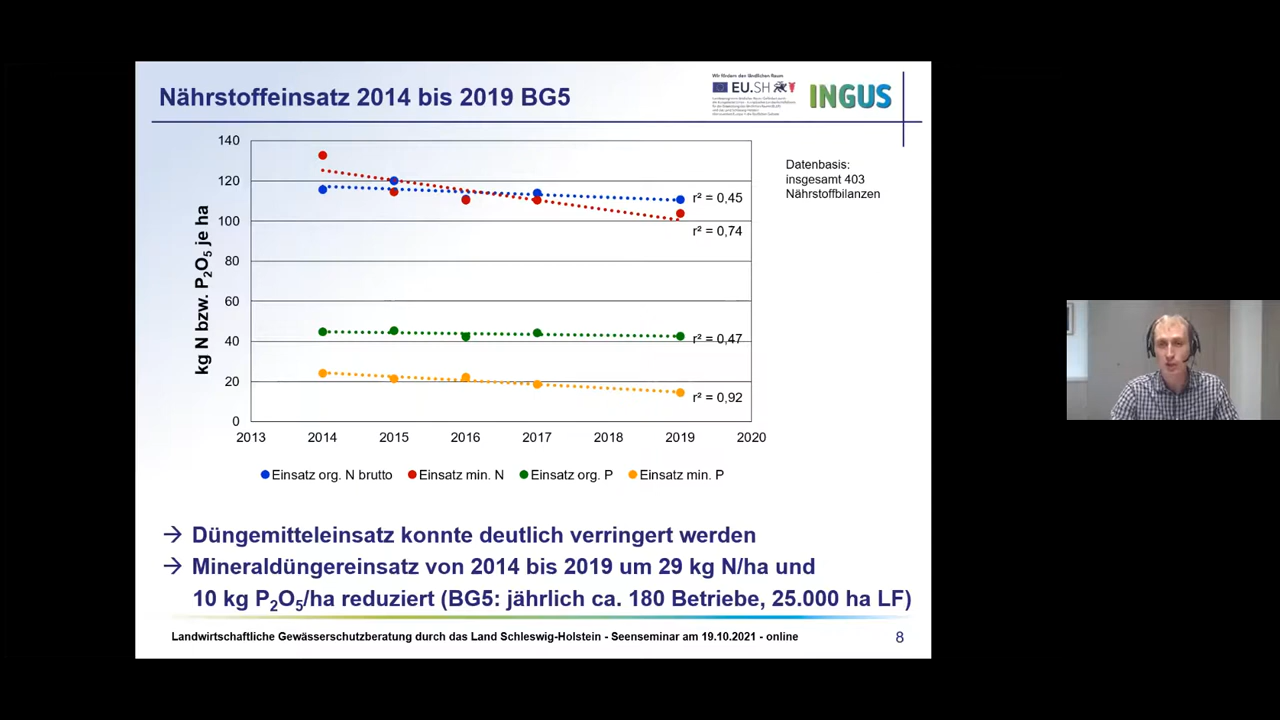 Nährstoffeinsatz 2014 bis 2019 BG5
Wir fördern den ländlichen Raum
EU.SH
INGUS
Datenbasis:
insgesamt 403
Nährstoffbilanzen
kg N bzw. P₂O₅ je ha
140
120
100
80
60
40
20
0
r² = 0,45
r² = 0,74
r² = 0,47
r² = 0,92
2013 2014 2015 2016 2017 2018 2019 2020
Einsatz org. N brutto Einsatz min. N Einsatz org. P Einsatz min. P
→ Düngemitteleinsatz konnte deutlich verringert werden
→ Mineraldüngereinsatz von 2014 bis 2019 um 29 kg N/ha und
10 kg P₂O₅/ha reduziert (BG5: jährlich ca. 180 Betriebe, 25.000 ha LF)
Landwirtschaftliche Gewässerschutzberatung durch das Land Schleswig-Holstein - Seenseminar am 19.10.2021 - online
8